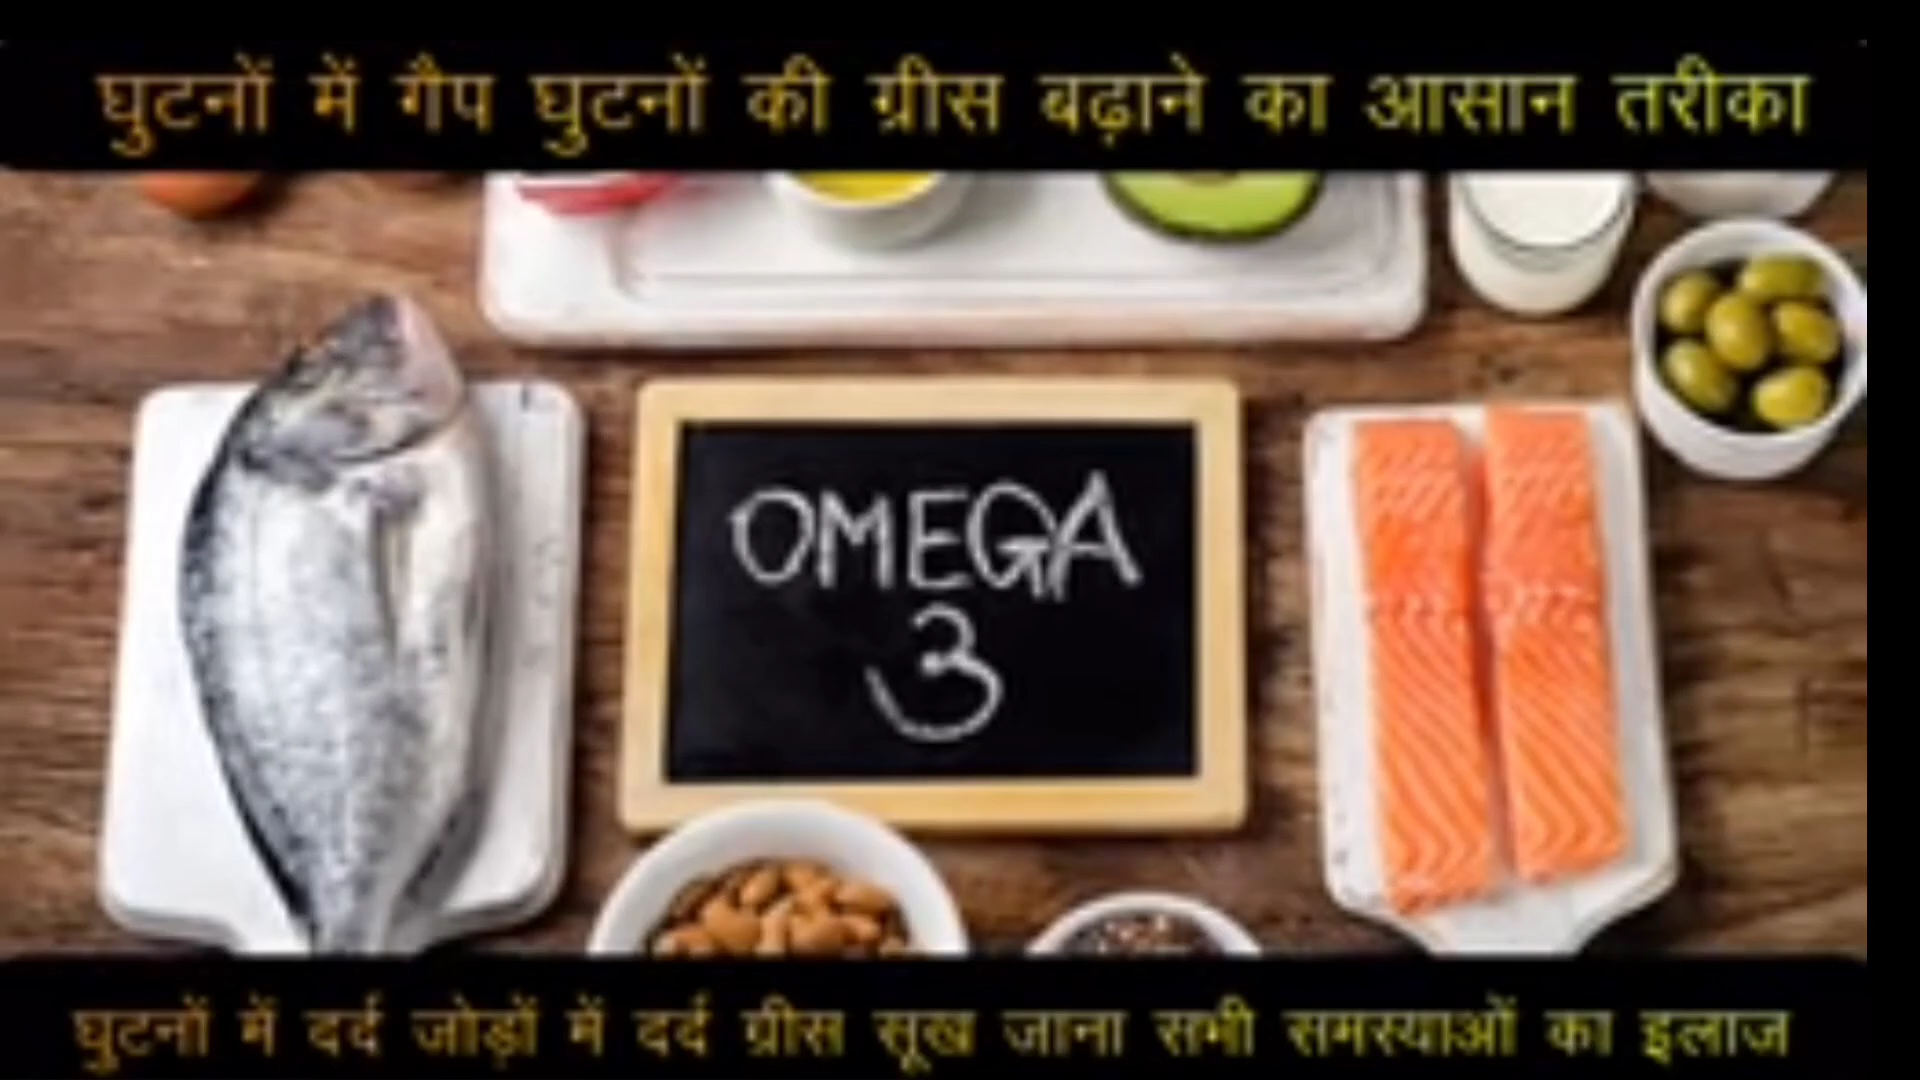 घुटनों में गैप घुटनों की ग्रीस बढ़ाने का आसान तरीका
OMEGA
3
घुटनों में दर्द जोड़ों में दर्द ग्रीस सूख जाना सभी समस्याओं का इलाज